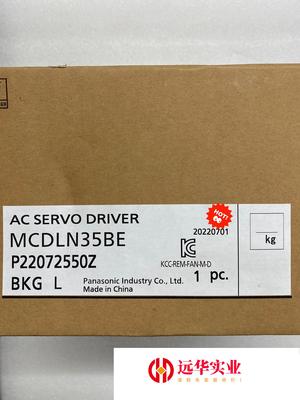 HOT!
AC SERVO DRIVER
20220701
MCDLN35BE
P22072550Z
KCC-REM-FAN-M-D
kg
BKG L
Panasonic Industry Co., Ltd.
Made in China
1 pc.
远华实业